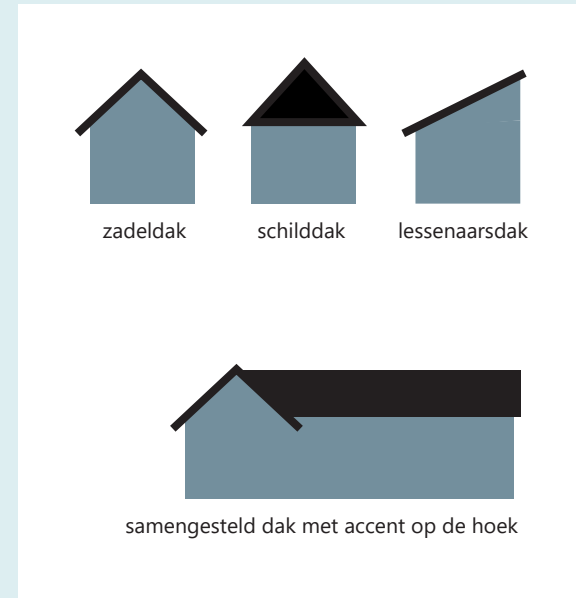 zadeldak
schilddak
lessenaarsdak
samengesteld dak met accent op de hoek